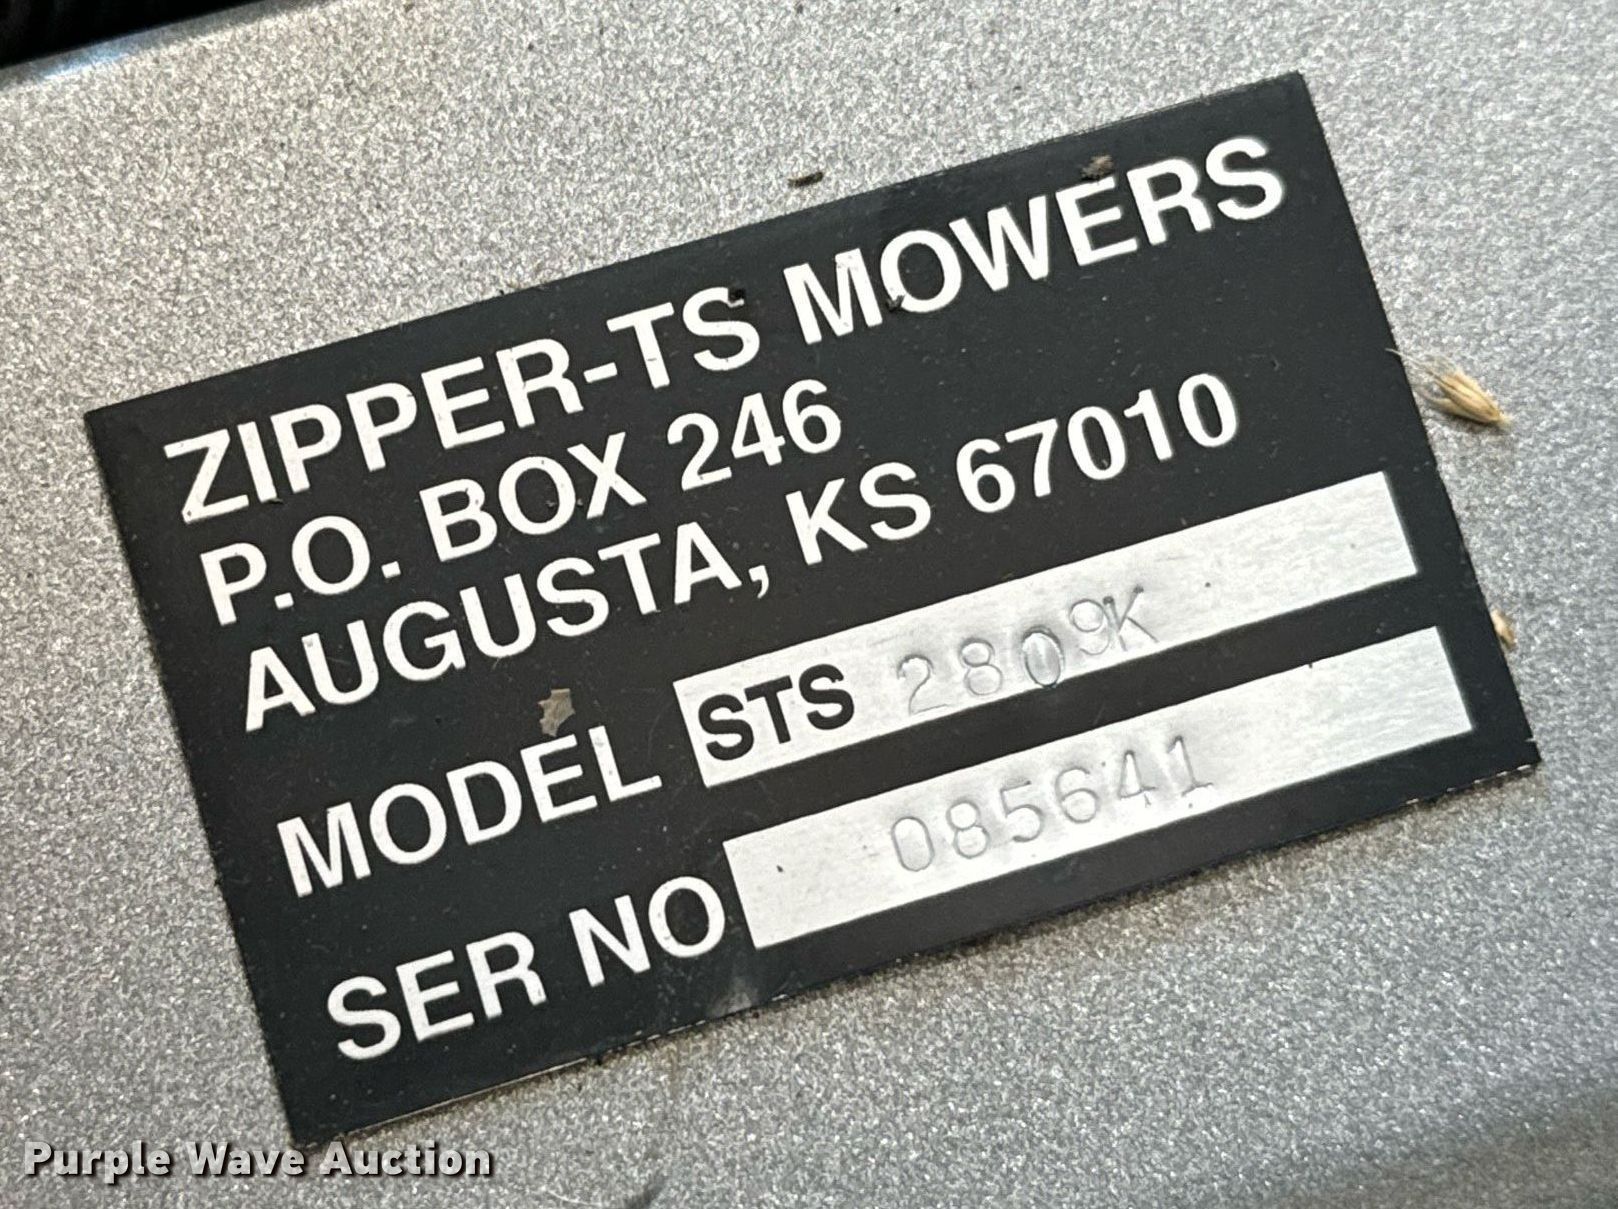 ZIPPER-TS MOWERS
P.O. BOX 246
AUGUSTA, KS 67010
MODEL STS 2809K
SER NO 085641
Purple Wave Auction